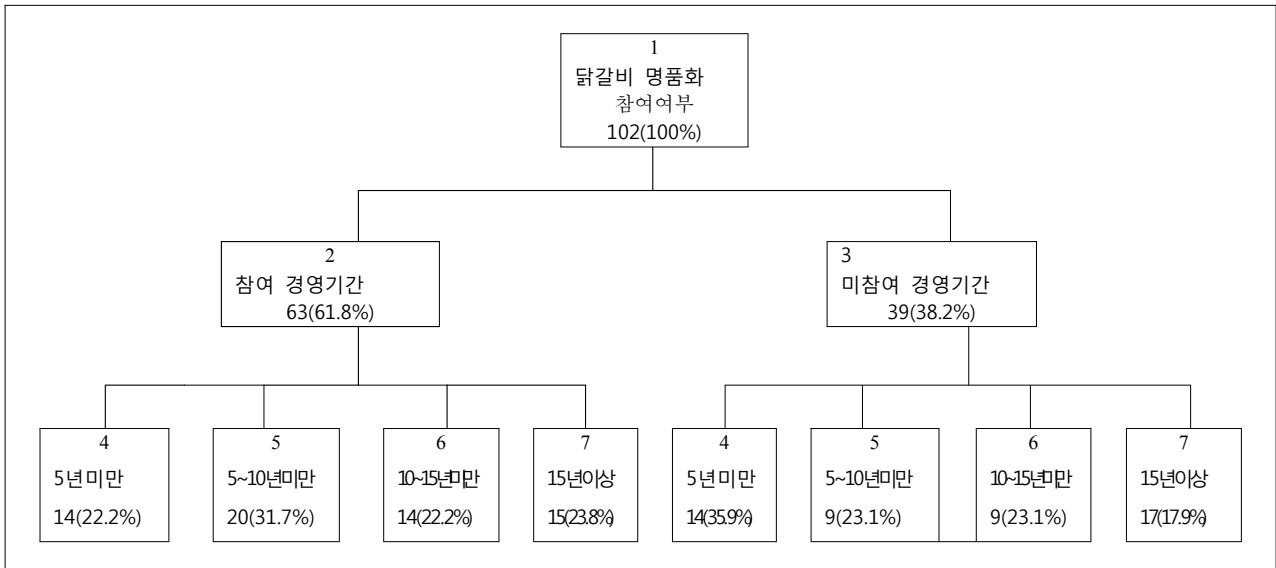 1
닭갈비 명품화
참여여부
102(100%)
2
참여 경영기간
63(61.8%)
3
미참여 경영기간
39(38.2%)
4
5년미만
14(22.2%)
5
5~10년미만
20(31.7%)
6
10~15년미만
14(22.2%)
7
15년이상
15(23.8%)
4
5년미만
14(35.9%)
5
5~10년미만
9(23.1%)
6
10~15년미만
9(23.1%)
7
15년이상
17(17.9%)